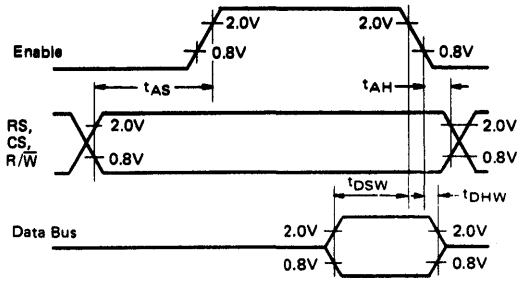 2.0V 2.0V
Enable 0.8V 0.8V
tAS tAH
RS, 2.0V 2.0V
CS,
R/W̅ 0.8V 0.8V
tDSW tDHW
Data Bus 2.0V 2.0V
0.8V 0.8V